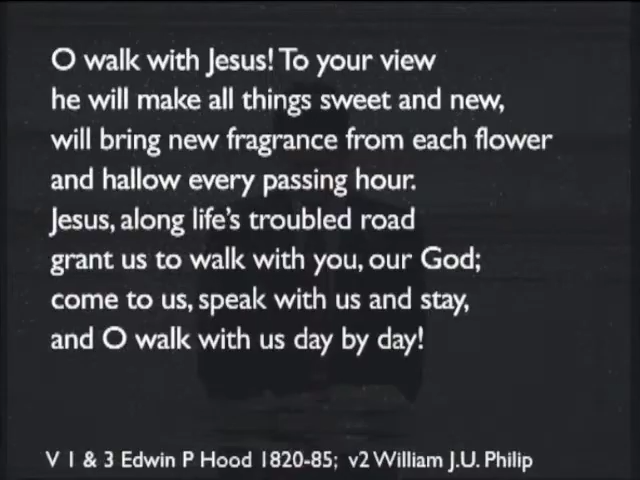 O walk with Jesus! To your view
he will make all things sweet and new,
will bring new fragrance from each flower
and hallow every passing hour.
Jesus, along life's troubled road
grant us to walk with you, our God;
come to us, speak with us and stay,
and O walk with us day by day!
V 1 & 3 Edwin P Hood 1820-85; v2 William J.U. Philip